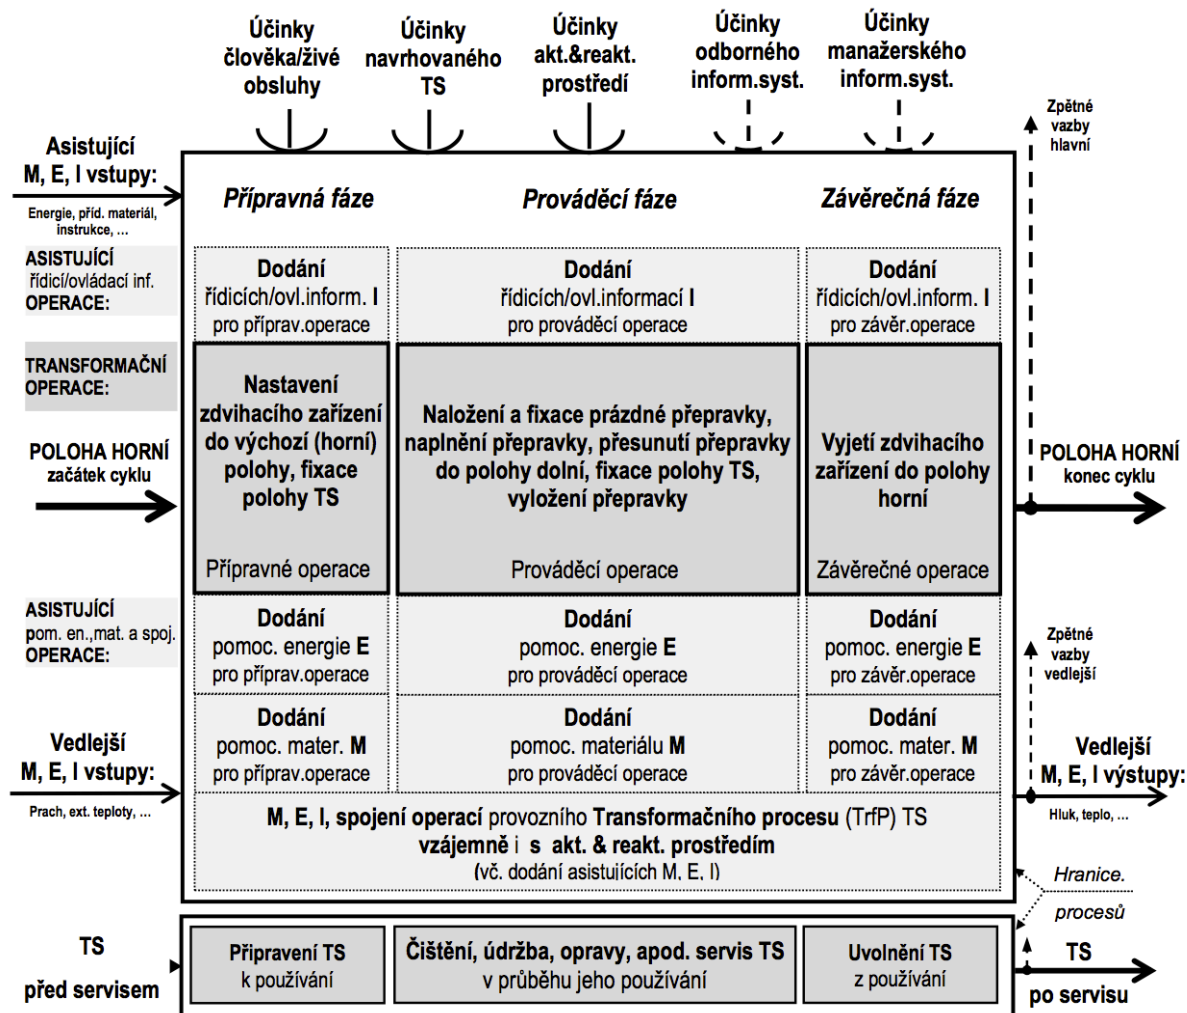 Účinky
člověka/živé
obsluhy
Účinky
navrhovaného
TS
Účinky
akt.&reakt.
prostředí
Účinky
odborného
inform.syst.
Účinky
manažerského
inform.syst.
Zpětné
vazby
hlavní
Asistující
M, E, I vstupy:
Energie, příd. materiál,
instrukce, ...
Přípravná fáze
Prováděcí fáze
Závěrečná fáze
ASISTUJÍCÍ
řídicí/ovládací inf.
OPERACE:
Dodání
řídicích/ovl.inform. I
pro příprav.operace
Dodání
řídicích/ovl.informací I
pro prováděcí operace
Dodání
řídicích/ovl.inform. I
pro závěr.operace
TRANSFORMAČNÍ
OPERACE:
POLOHA HORNÍ
začátek cyklu
Nastavení
zdvihacího zařízení
do výchozí (horní)
polohy, fixace
polohy TS
Přípravné operace
Naložení a fixace prázdné přepravky,
naplnění přepravky, přesunutí přepravky
do polohy dolní, fixace polohy TS,
vyložení přepravky
Prováděcí operace
Vyjetí zdvihacího
zařízení do polohy
horní
Závěrečné operace
POLOHA HORNÍ
konec cyklu
ASISTUJÍCÍ
pom. en.,mat. a spoj.
OPERACE:
Dodání
pomoc. energie E
pro příprav.operace
Dodání
pomoc. energie E
pro prováděcí operace
Dodání
pomoc. energie E
pro závěr.operace
Zpětné
vazby
vedlejší
Vedlejší
M, E, I vstupy:
Prach, ext. teploty, ...
Dodání
pomoc. mater. M
pro příprav.operace
Dodání
pomoc. materiálu M
pro prováděcí operace
Dodání
pomoc. mater. M
pro závěr.operace
Vedlejší
M, E, I výstupy:
Hluk, teplo, ...
M, E, I, spojení operací provozního Transformačního procesu (TrfP) TS
vzájemně i s akt. & reakt. prostředím
(vč. dodání asistujících M, E, I)
Hranice.
procesů
TS
před servisem
Připravení TS
k používání
Čištění, údržba, opravy, apod. servis TS
v průběhu jeho používání
Uvolnění TS
z používání
TS
po servisu